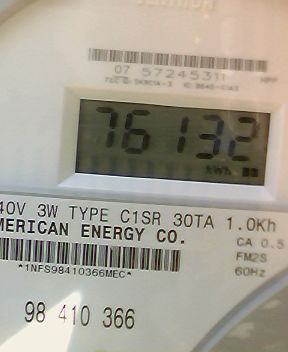 07 57245311
76132
kWh
40V 3W TYPE C1SR 30TA 1.0Kh
MERICAN ENERGY CO.
CA 0.5
FM2S
60Hz
*1NFS98410366MEC*
98 410 366